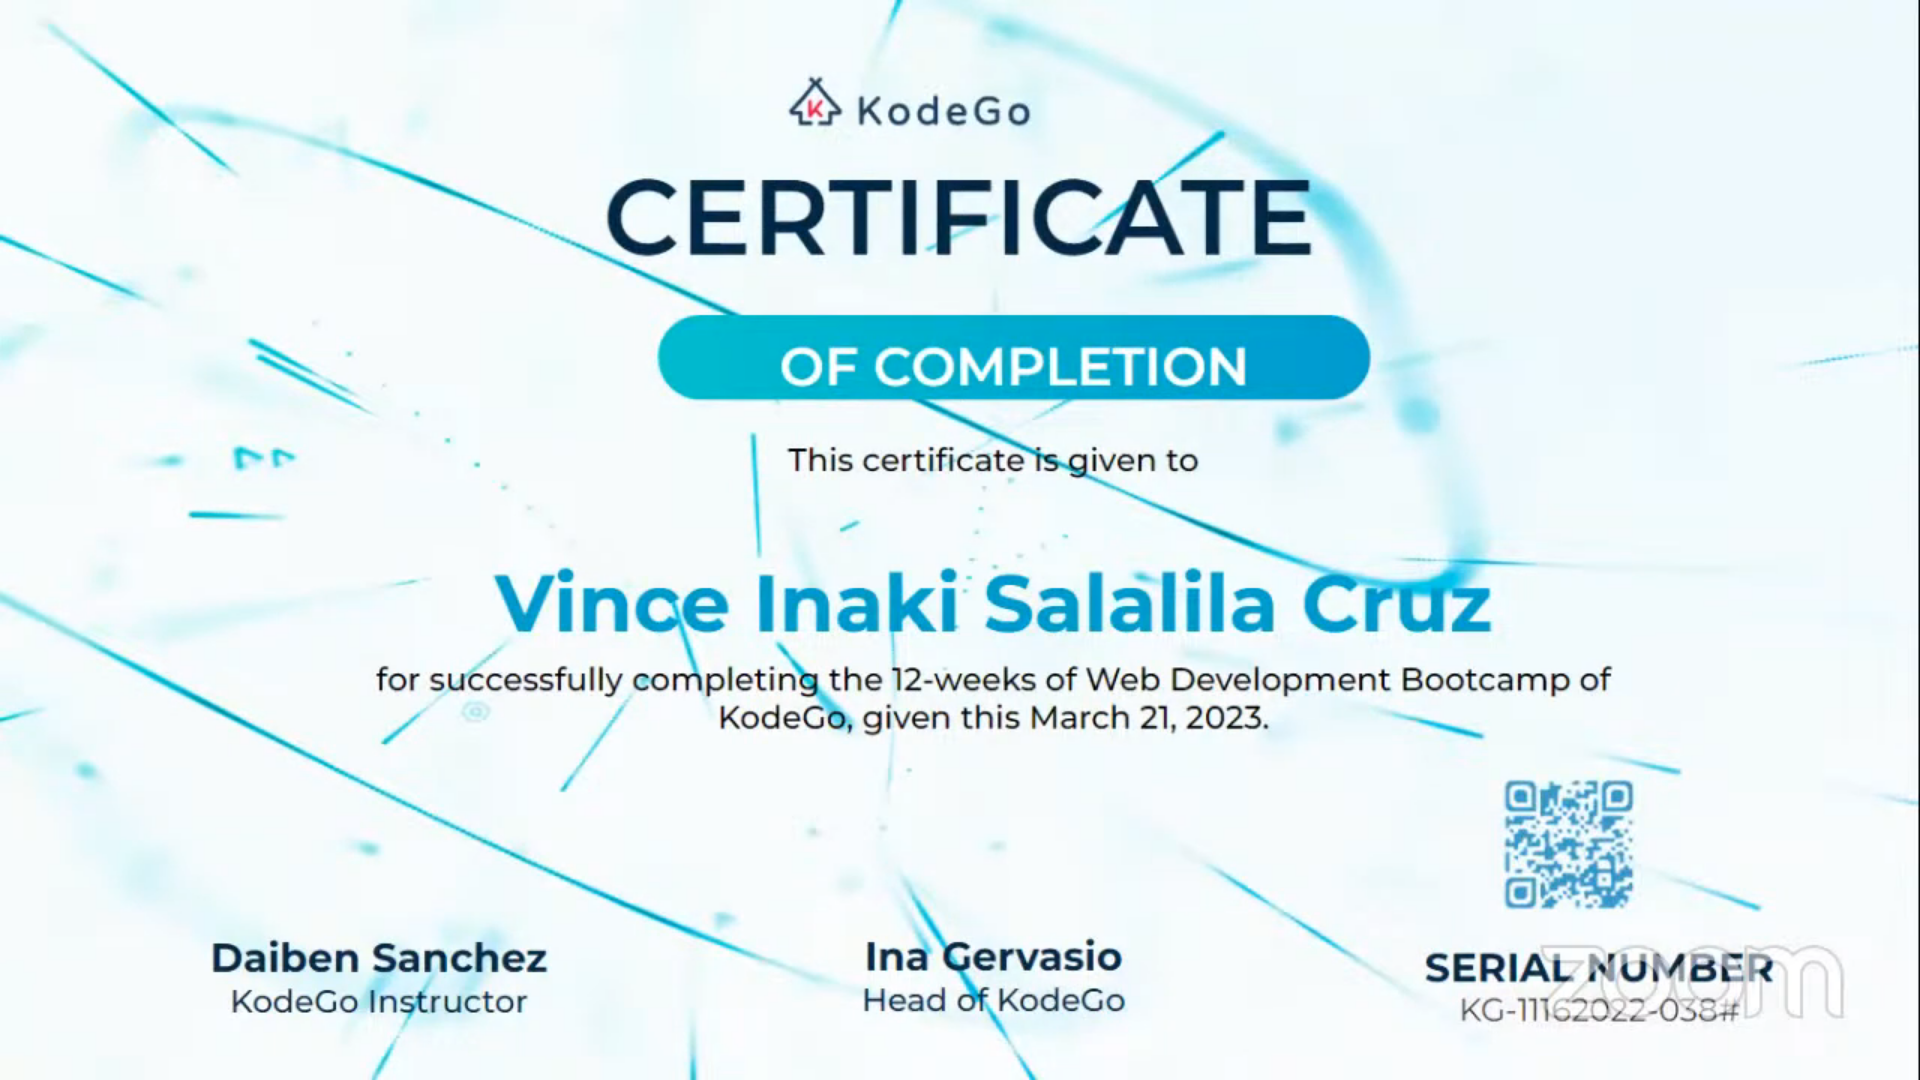 KodeGo
CERTIFICATE
OF COMPLETION
This certificate is given to
Vince Inaki Salalila Cruz
for successfully completing the 12-weeks of Web Development Bootcamp of
KodeGo, given this March 21, 2023.
Daiben Sanchez
KodeGo Instructor
Ina Gervasio
Head of KodeGo
SERIAL NUMBER
KG-11162022-038#
zoom